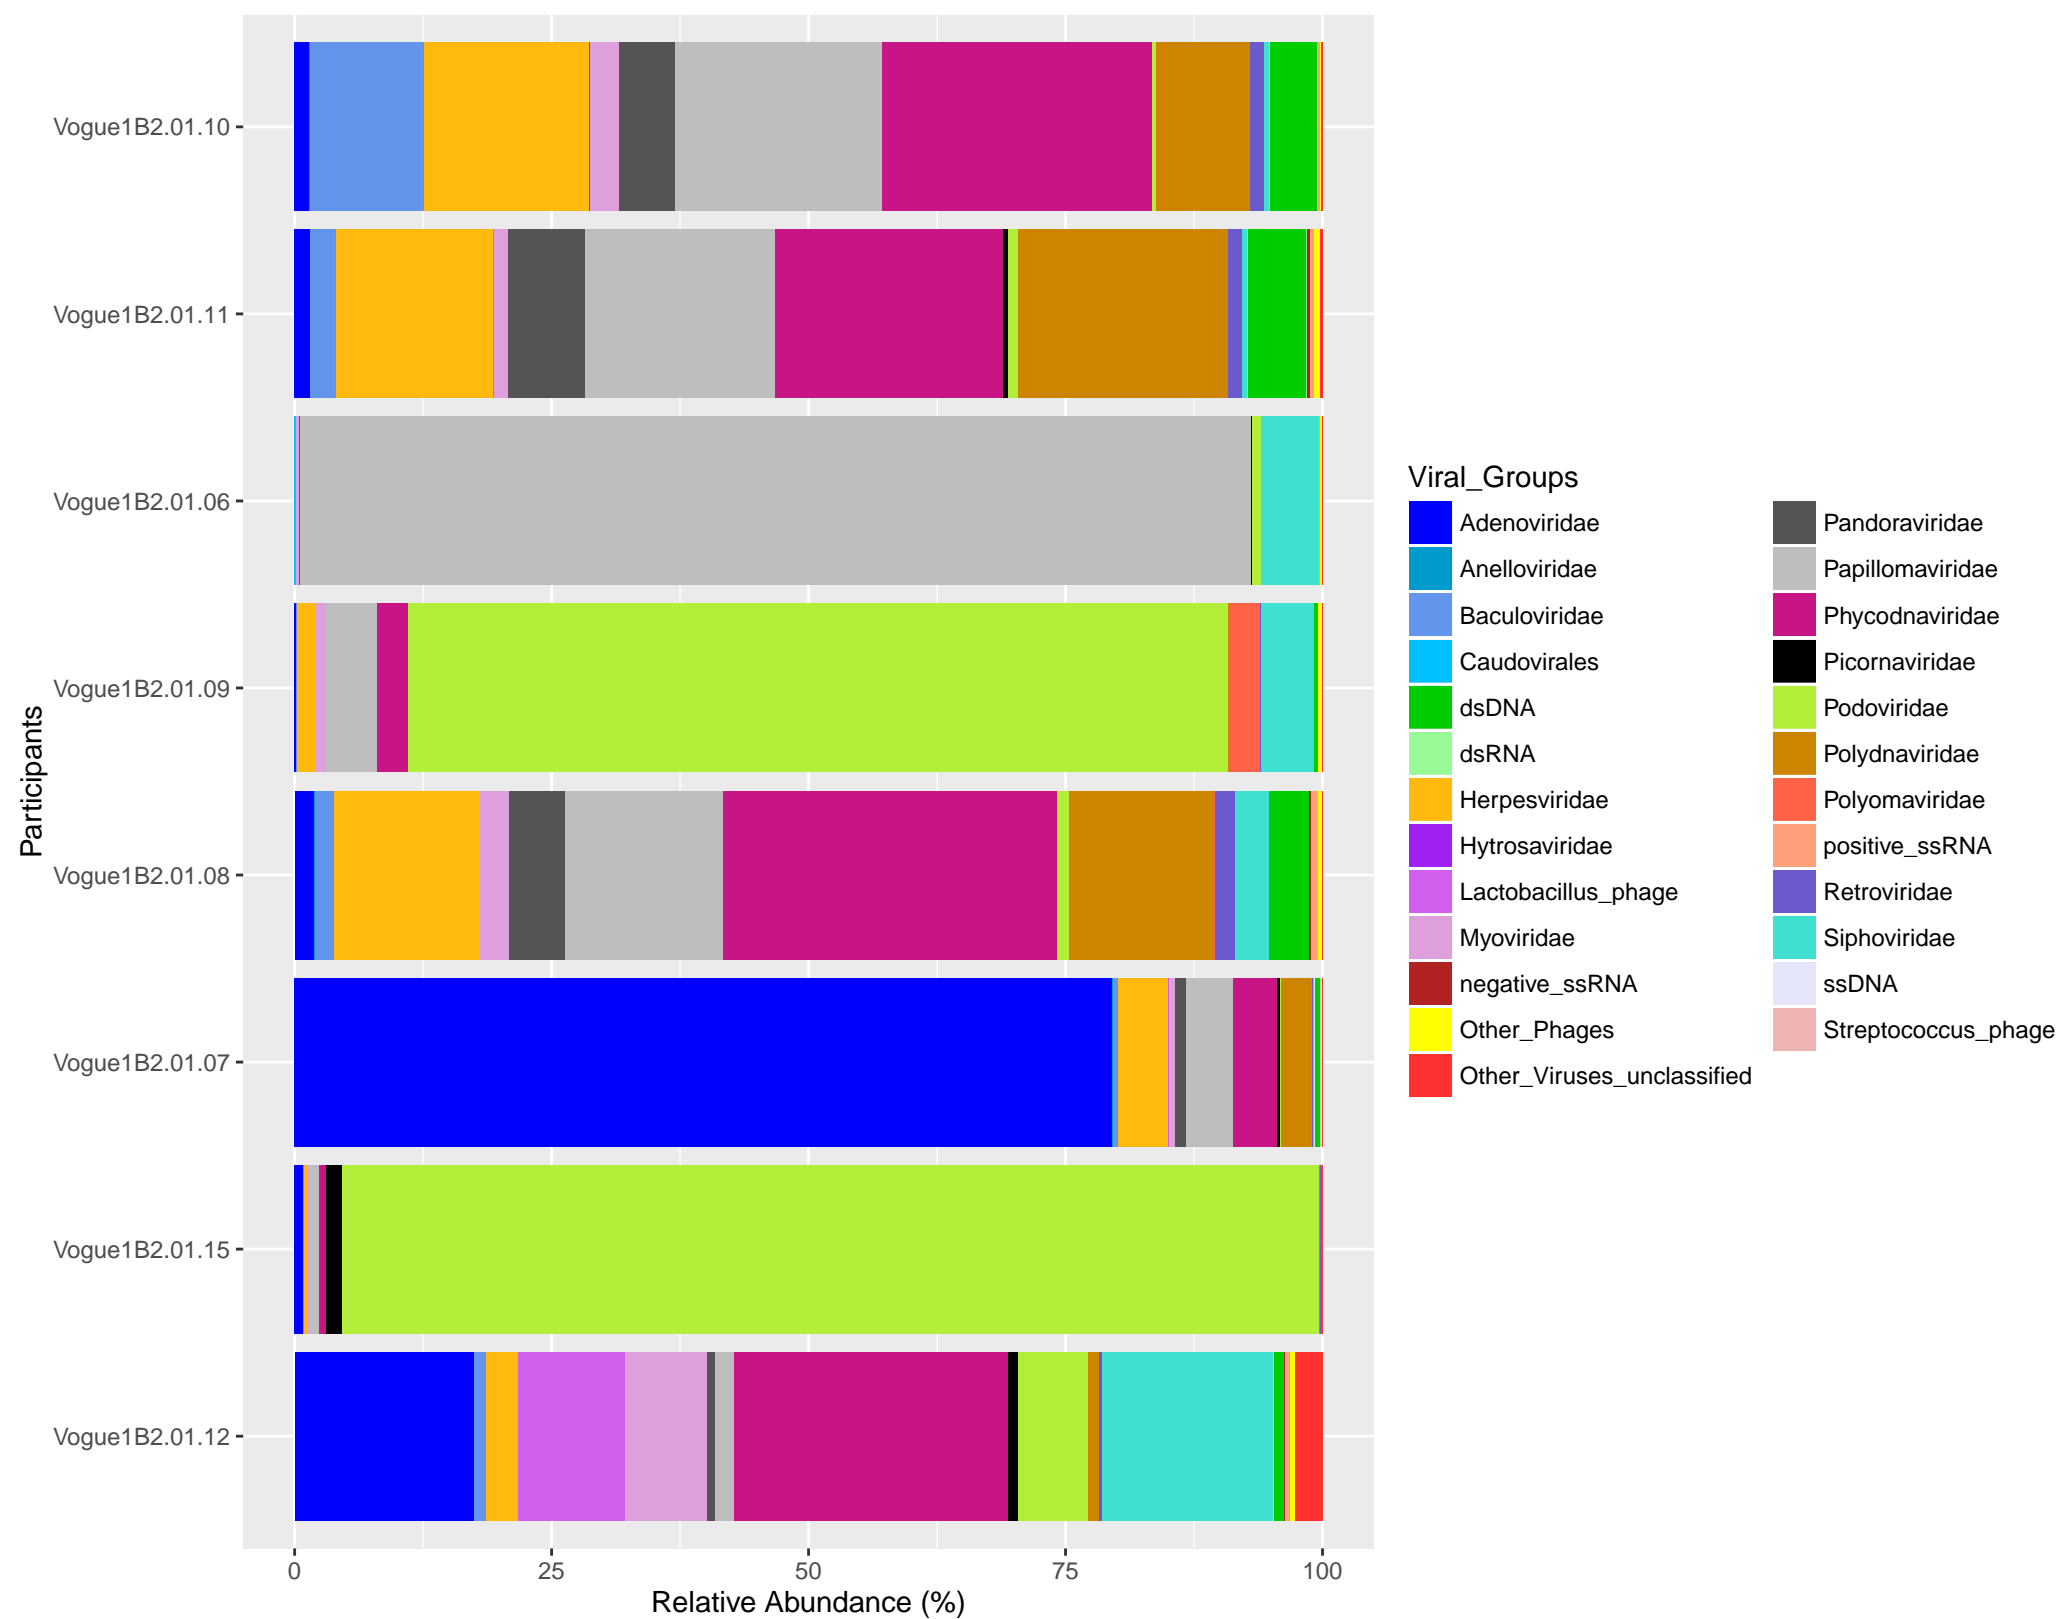 Vogue1B2.01.10
Vogue1B2.01.11
Vogue1B2.01.06
Vogue1B2.01.09
Vogue1B2.01.08
Vogue1B2.01.07
Vogue1B2.01.15
Vogue1B2.01.12
Participants
0 25 50 75 100
Relative Abundance (%)
Viral_Groups
Adenoviridae
Anelloviridae
Baculoviridae
Caudovirales
dsDNA
dsRNA
Herpesviridae
Hytrosaviridae
Lactobacillus_phage
Myoviridae
negative_ssRNA
Other_Phages
Other_Viruses_unclassified
Pandoraviridae
Papillomaviridae
Phycodnaviridae
Picornaviridae
Podoviridae
Polydnaviridae
Polyomaviridae
positive_ssRNA
Retroviridae
Siphoviridae
ssDNA
Streptococcus_phage